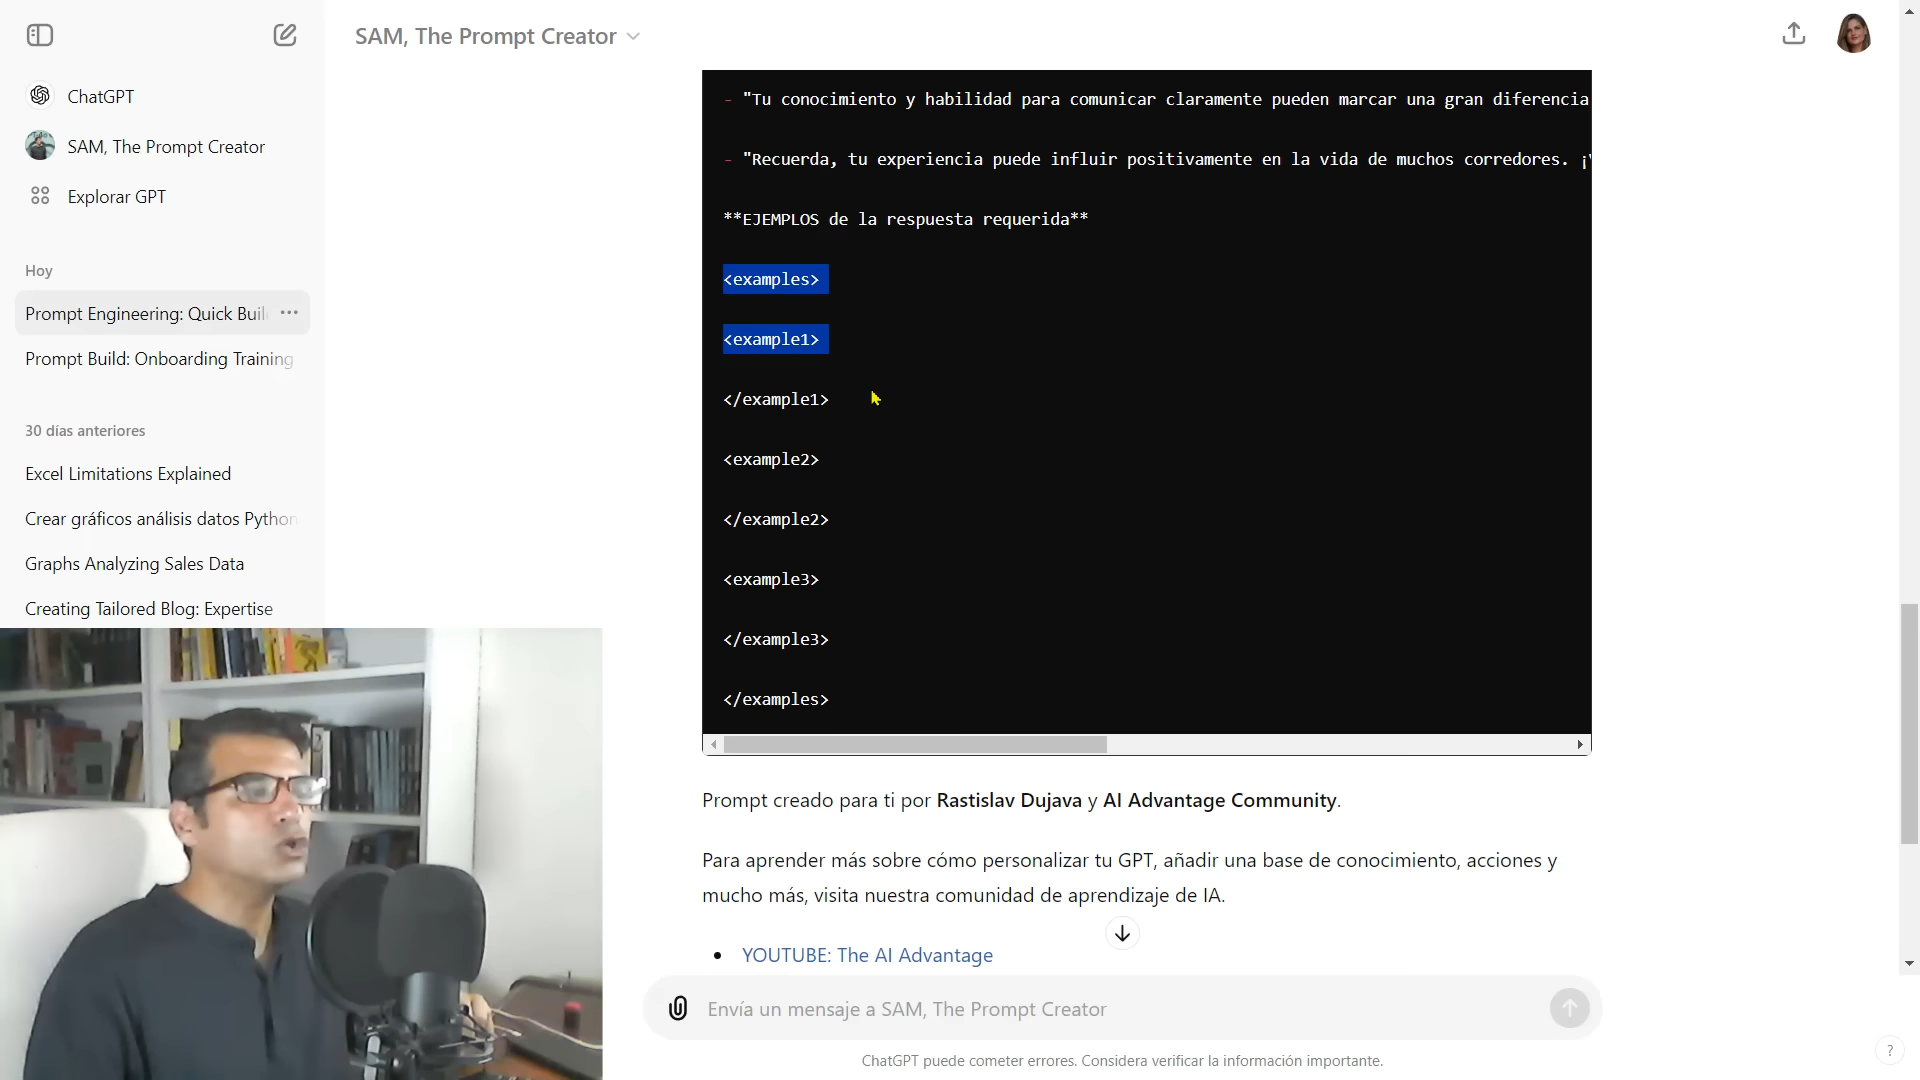 SAM, The Prompt Creator
ChatGPT
SAM, The Prompt Creator
Explorar GPT
Hoy
Prompt Engineering: Quick Buil
Prompt Build: Onboarding Training
30 días anteriores
Excel Limitations Explained
Crear gráficos análisis datos Python
Graphs Analyzing Sales Data
Creating Tailored Blog: Expertise
- "Tu conocimiento y habilidad para comunicar claramente pueden marcar una gran diferencia
- "Recuerda, tu experiencia puede influir positivamente en la vida de muchos corredores. ¡
**EJEMPLOS de la respuesta requerida**
<examples>
<example1>
</example1>
<example2>
</example2>
<example3>
</example3>
</examples>
Prompt creado para ti por Rastislav Dujava y AI Advantage Community.
Para aprender más sobre cómo personalizar tu GPT, añadir una base de conocimiento, acciones y
mucho más, visita nuestra comunidad de aprendizaje de IA.
• YOUTUBE: The AI Advantage
Envía un mensaje a SAM, The Prompt Creator
ChatGPT puede cometer errores. Considera verificar la información importante.
?